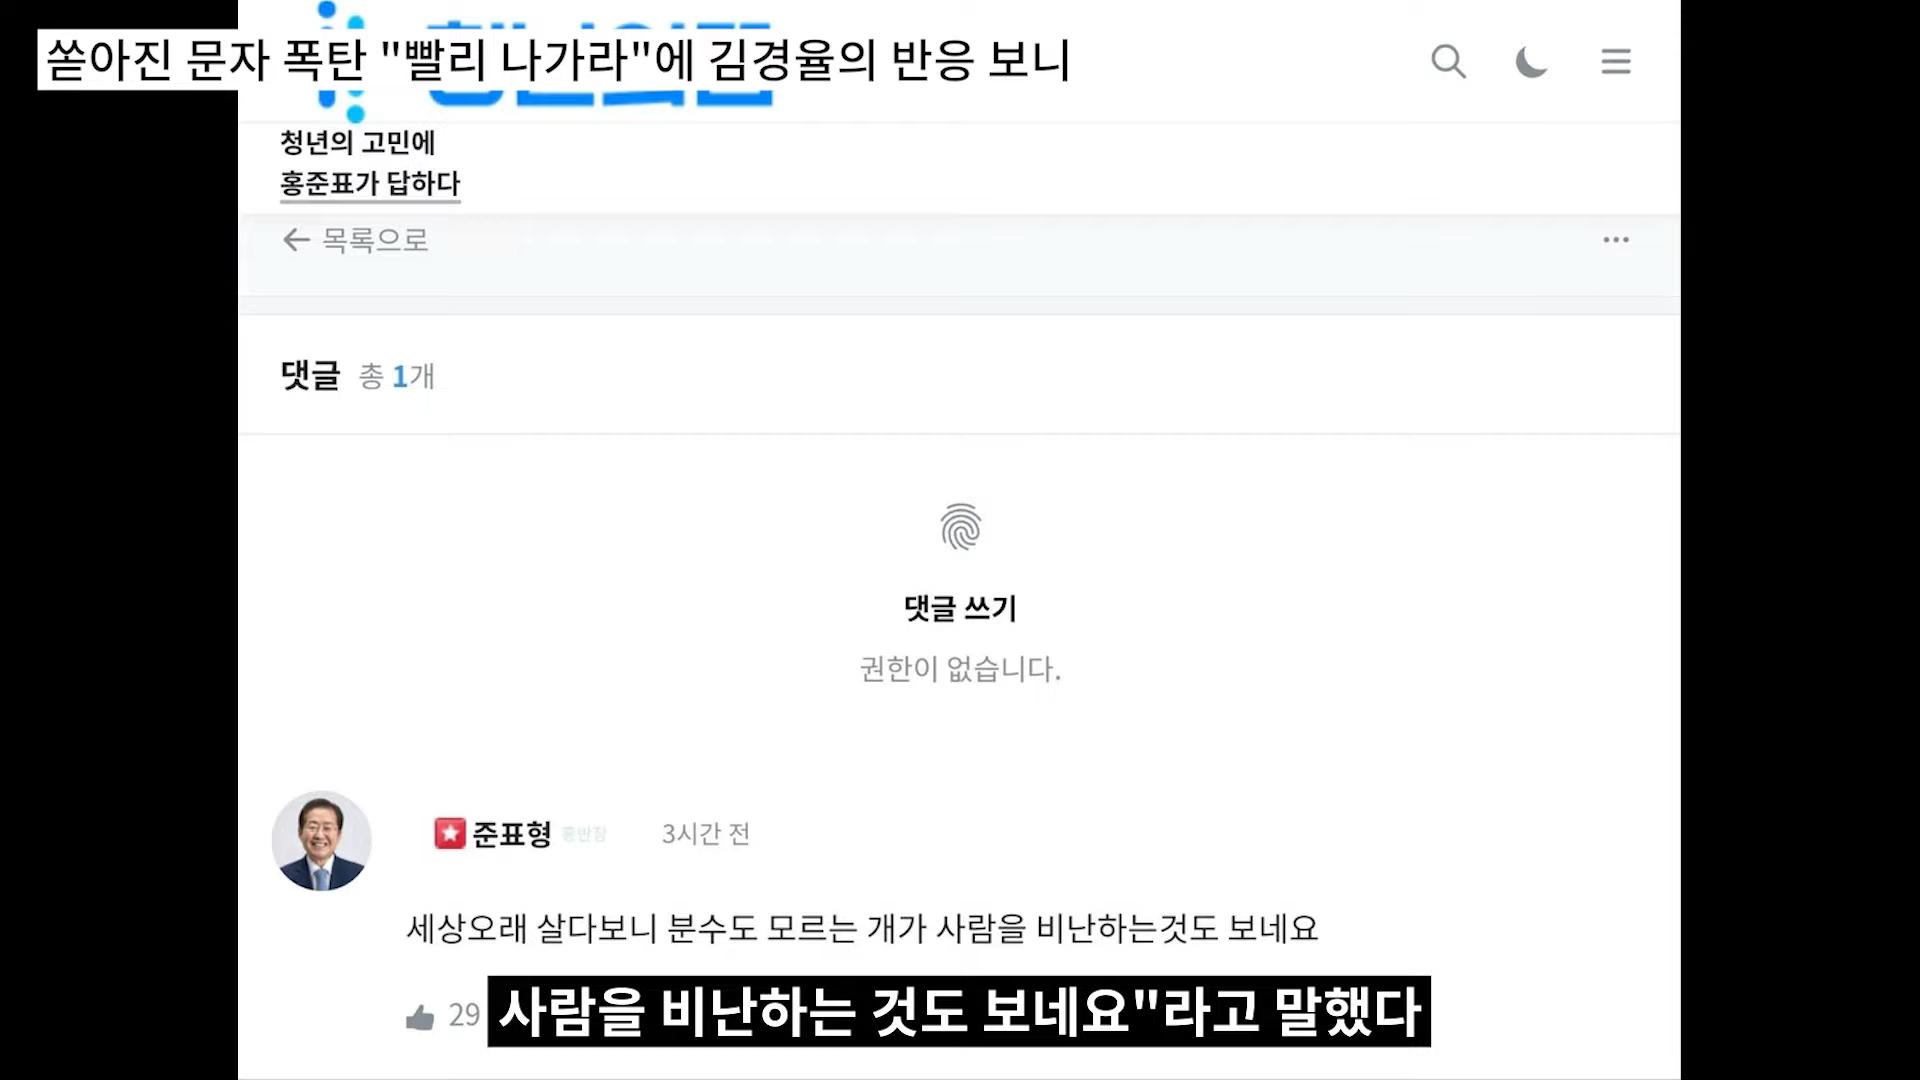 쏟아진 문자 폭탄 "빨리 나가라"에 김경율의 반응 보니
청년의 고민에
홍준표가 답하다
← 목록으로
댓글 총 1개
댓글 쓰기
권한이 없습니다.
준표형 홍반장 3시간 전
세상오래 살다보니 분수도 모르는 개가 사람을 비난하는것도 보네요
29
사람을 비난하는 것도 보네요"라고 말했다